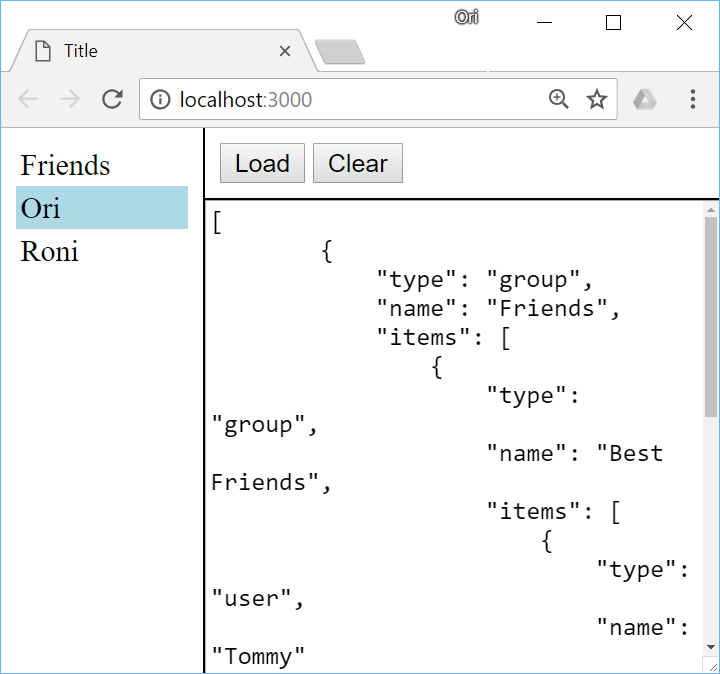 Ori
Title
localhost:3000
Friends
Ori
Roni
Load Clear
[
{
"type": "group",
"name": "Friends",
"items": [
{
"type":
"group",
"name": "Best
Friends",
"items": [
{
"type":
"user",
"name":
"Tommy"